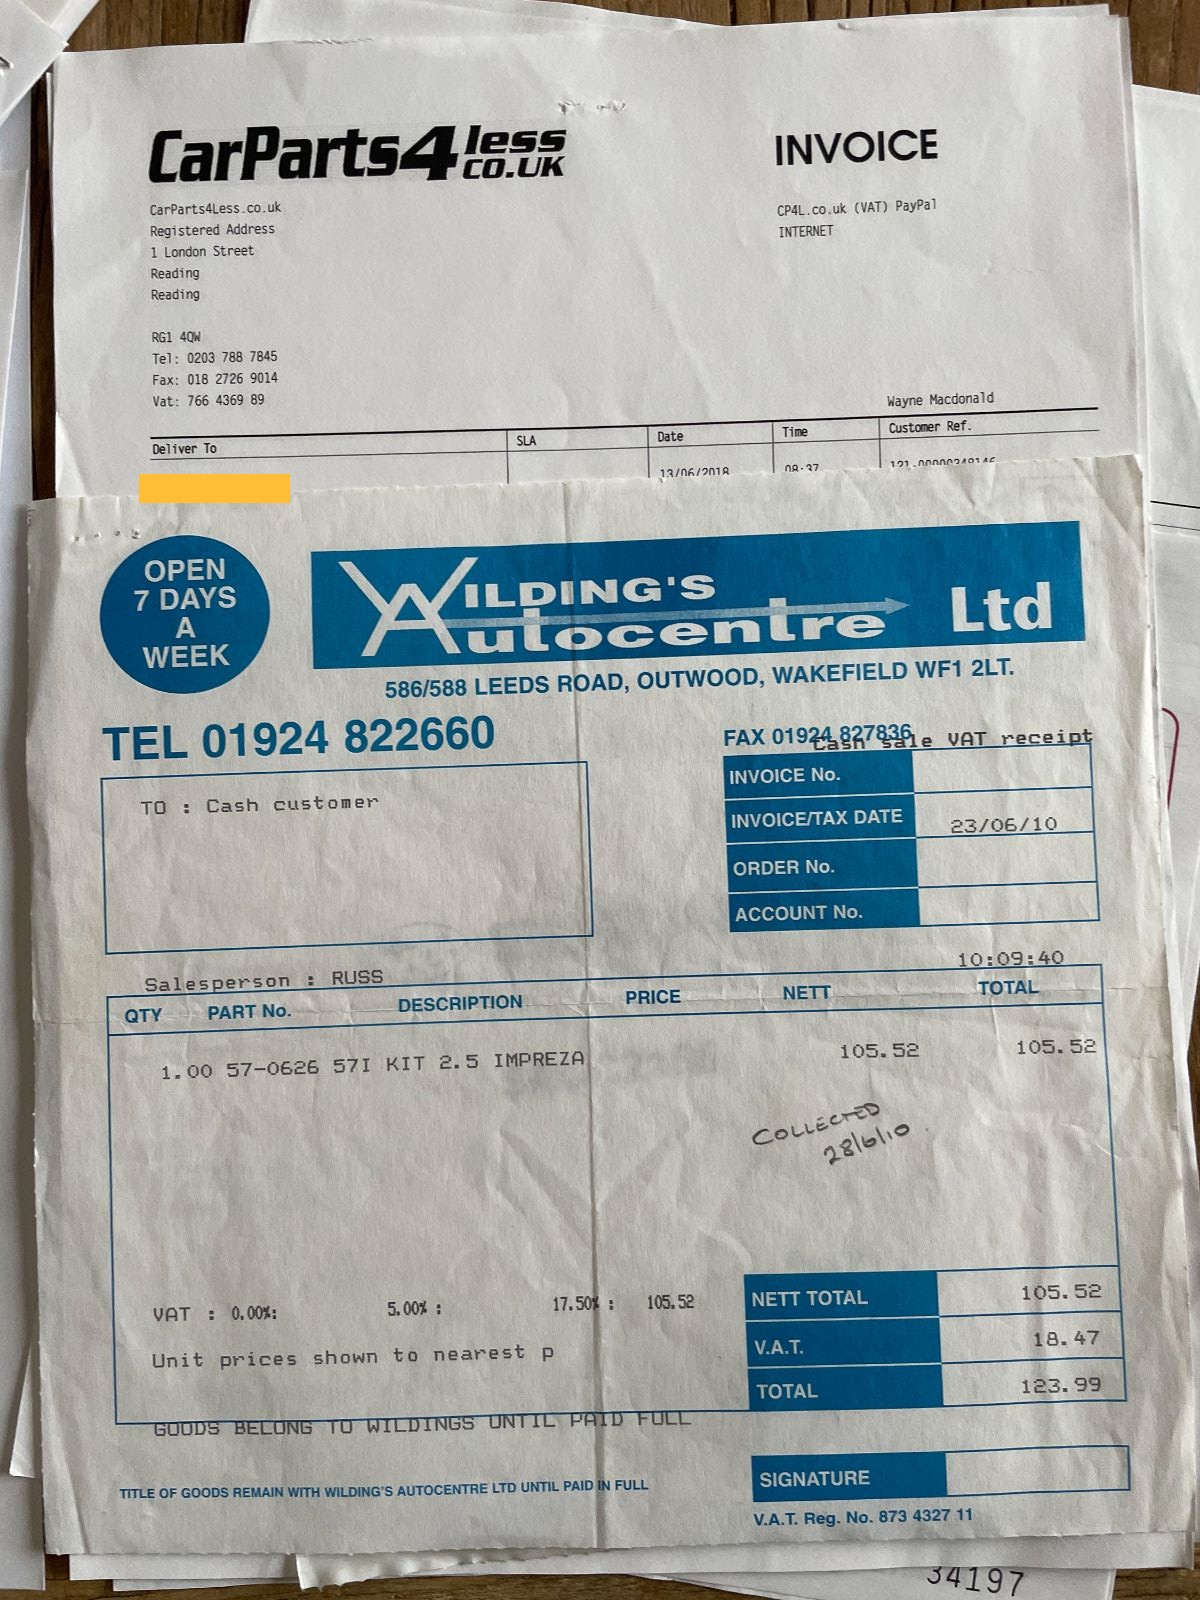 CarParts4less CO.UK
INVOICE
CarParts4Less.co.uk
Registered Address
1 London Street
Reading
Reading
RG1 4QW
Tel: 0203 788 7845
Fax: 018 2726 9014
Vat: 766 4369 89
CP4L.co.uk (VAT) PayPal
INTERNET
Wayne Macdonald
Deliver To SLA Date Time Customer Ref.
13/06/2018 08:37 121-00000349146
OPEN
7 DAYS
A
WEEK
WILDING'S
Autocentre Ltd
586/588 LEEDS ROAD, OUTWOOD, WAKEFIELD WF1 2LT.
TEL 01924 822660
FAX 01924 827836
Cash sale VAT receipt
TO : Cash customer
INVOICE No.
INVOICE/TAX DATE 23/06/10
ORDER No.
ACCOUNT No.
10:09:40
Salesperson : RUSS
QTY PART No. DESCRIPTION PRICE NETT TOTAL
1.00 57-0626 57I KIT 2.5 IMPREZA 105.52 105.52
COLLECTED
28/6/10
VAT : 0.00%: 5.00% : 17.50% : 105.52
Unit prices shown to nearest p
NETT TOTAL 105.52
V.A.T. 18.47
TOTAL 123.99
GOODS BELONG TO WILDINGS UNTIL PAID FULL
TITLE OF GOODS REMAIN WITH WILDING'S AUTOCENTRE LTD UNTIL PAID IN FULL
SIGNATURE
V.A.T. Reg. No. 873 4327 11
34197